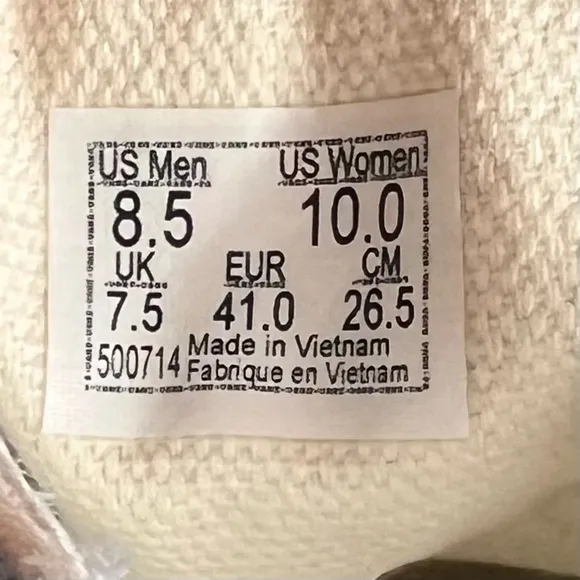 US Men US Women
8.5 10.0
UK EUR CM
7.5 41.0 26.5
500714 Made in Vietnam
Fabrique en Vietnam